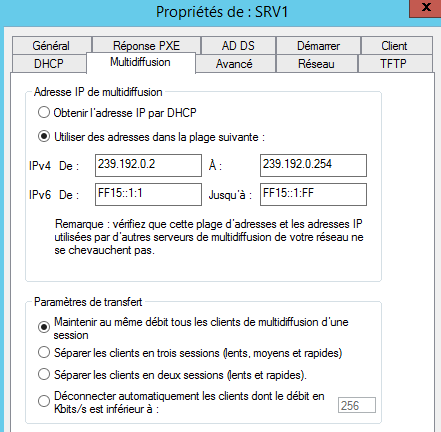 Propriétés de : SRV1
x
Général Réponse PXE AD DS Démarrer Client
DHCP Multidiffusion Avancé Réseau TFTP
Adresse IP de multidiffusion
Obtenir l'adresse IP par DHCP
Utiliser des adresses dans la plage suivante :
IPv4 De : 239.192.0.2 À : 239.192.0.254
IPv6 De : FF15::1:1 Jusqu'à : FF15::1:FF
Remarque : vérifiez que cette plage d'adresses et les adresses IP
utilisées par d'autres serveurs de multidiffusion de votre réseau ne
se chevauchent pas.
Paramètres de transfert
Maintenir au même débit tous les clients de multidiffusion d'une
session
Séparer les clients en trois sessions (lents, moyens et rapides)
Séparer les clients en deux sessions (lents et rapides).
Déconnecter automatiquement les clients dont le débit en
Kbits/s est inférieur à : 256